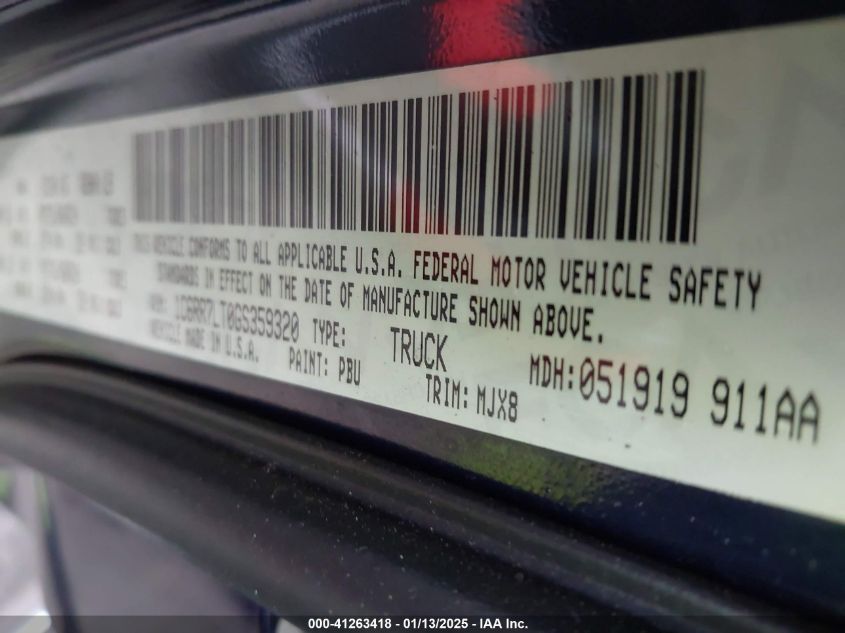 THIS VEHICLE CONFORMS TO ALL APPLICABLE U.S.A. FEDERAL MOTOR VEHICLE SAFETY
STANDARDS IN EFFECT ON THE DATE OF MANUFACTURE SHOWN ABOVE.
VIN: 1C6RR7LT0GS359320 TYPE: TRUCK MDH:051919 911AA
VEHICLE MADE IN U.S.A. PAINT: PBU TRIM: MJX8
000-41263418 - 01/13/2025 - IAA Inc.